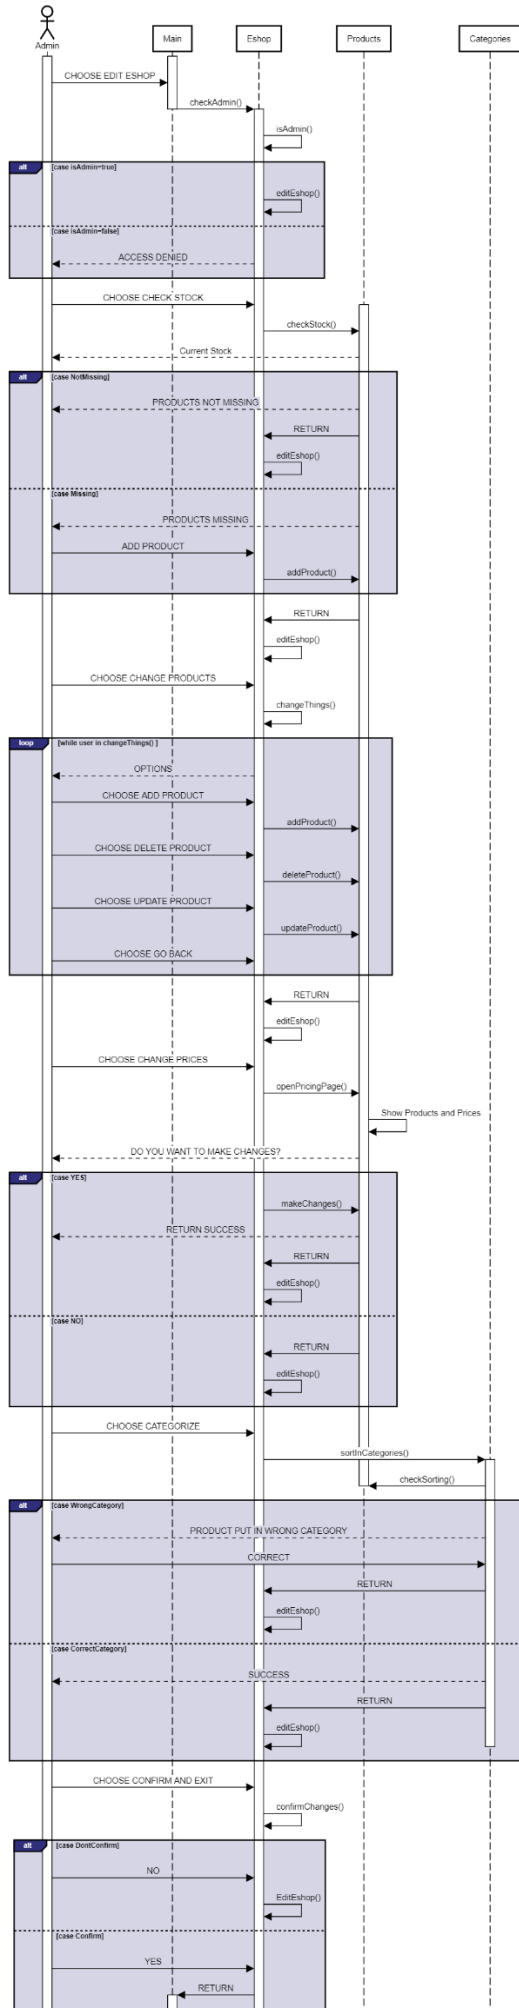 Admin
Main
Eshop
Products
Categories
CHOOSE EDIT ESHOP
checkAdmin()
isAdmin()
alt
[case isAdmin=true]
editEshop()
[case isAdmin=false]
ACCESS DENIED
CHOOSE CHECK STOCK
checkStock()
Current Stock
alt
[case NotMissing]
PRODUCTS NOT MISSING
RETURN
editEshop()
[case Missing]
PRODUCTS MISSING
ADD PRODUCT
addProduct()
RETURN
editEshop()
CHOOSE CHANGE PRODUCTS
changeThings()
loop
[while user in changeThings() ]
OPTIONS
CHOOSE ADD PRODUCT
addProduct()
CHOOSE DELETE PRODUCT
deleteProduct()
CHOOSE UPDATE PRODUCT
updateProduct()
CHOOSE GO BACK
RETURN
editEshop()
CHOOSE CHANGE PRICES
openPricingPage()
Show Products and Prices
DO YOU WANT TO MAKE CHANGES?
alt
[case YES]
makeChanges()
RETURN SUCCESS
RETURN
editEshop()
[case NO]
RETURN
editEshop()
CHOOSE CATEGORIZE
sortInCategories()
checkSorting()
alt
[case WrongCategory]
PRODUCT PUT IN WRONG CATEGORY
CORRECT
RETURN
editEshop()
[case CorrectCategory]
SUCCESS
RETURN
editEshop()
CHOOSE CONFIRM AND EXIT
confirmChanges()
alt
[case DontConfirm]
NO
EditEshop()
[case Confirm]
YES
RETURN